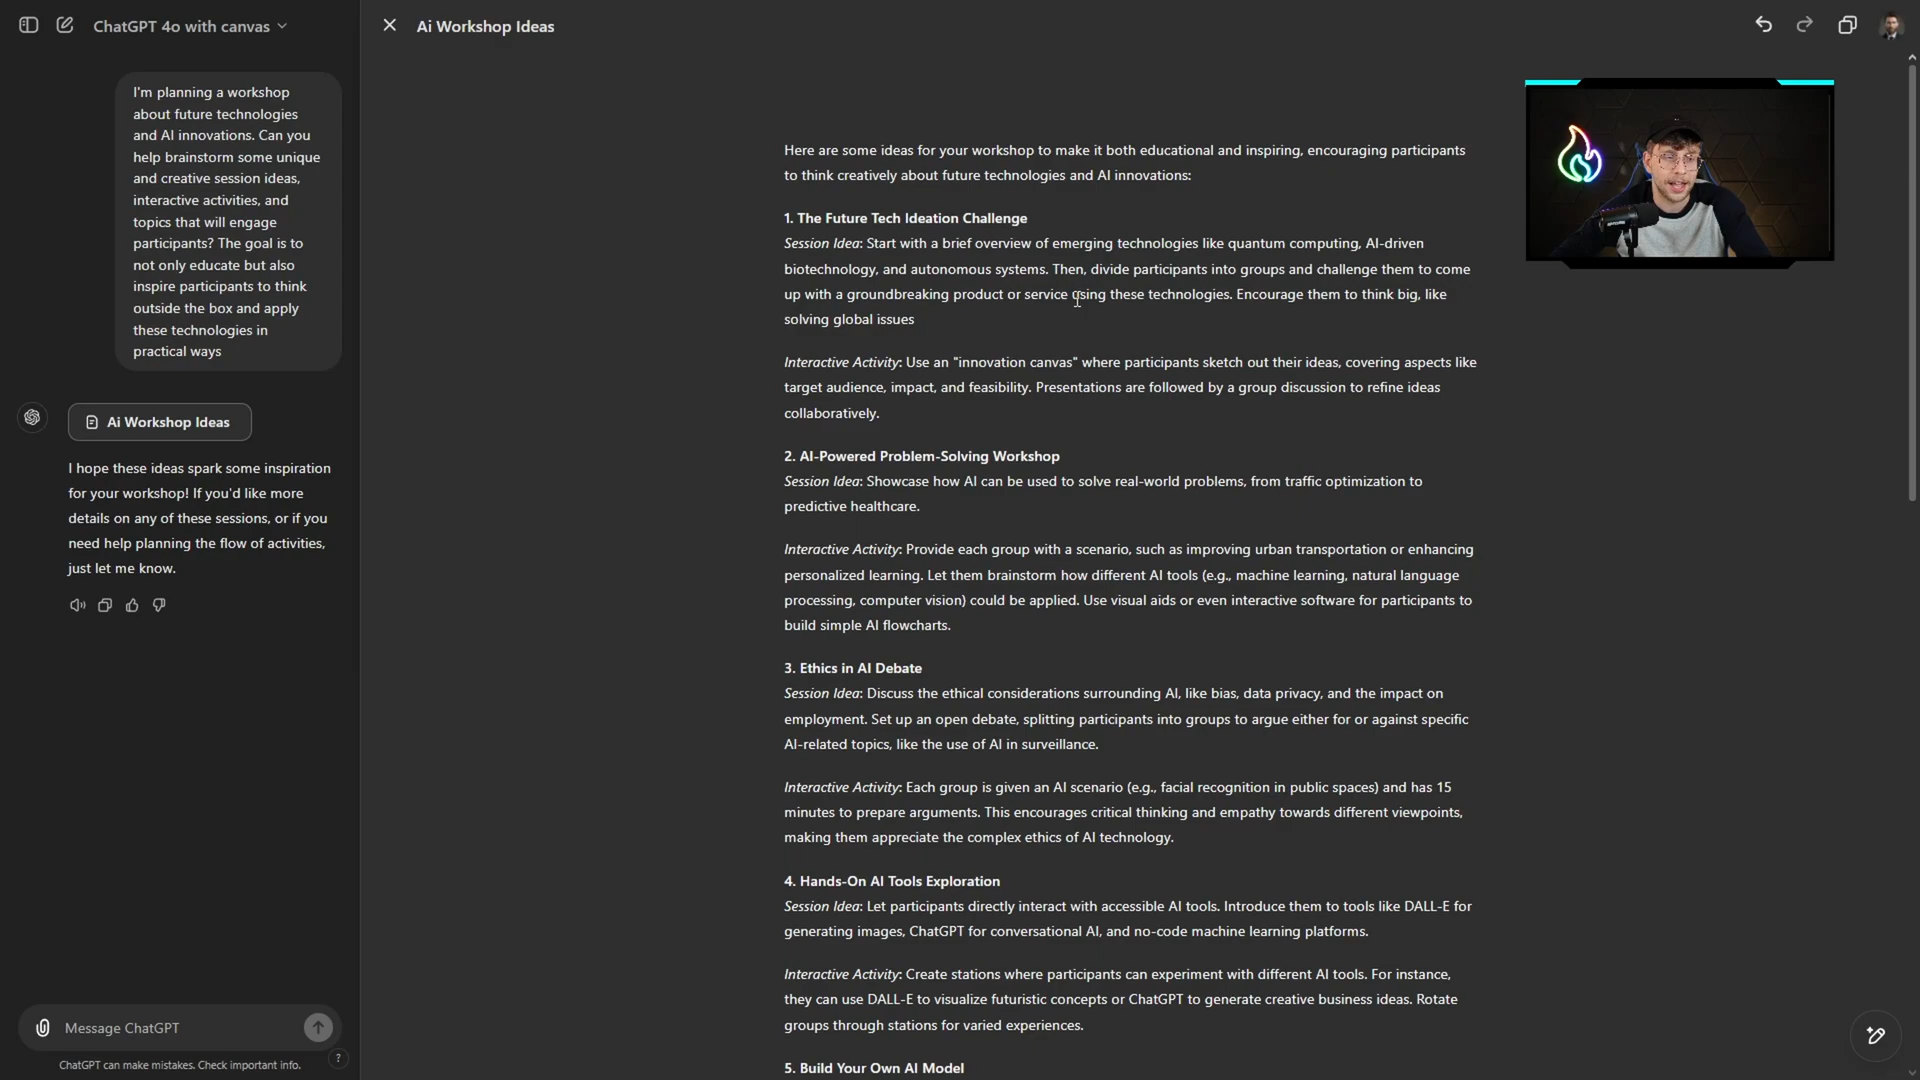 ChatGPT 4o with canvas
I'm planning a workshop
about future technologies
and AI innovations. Can you
help brainstorm some unique
and creative session ideas,
interactive activities, and
topics that will engage
participants? The goal is to
not only educate but also
inspire participants to think
outside the box and apply
these technologies in
practical ways
Ai Workshop Ideas
I hope these ideas spark some inspiration
for your workshop! If you'd like more
details on any of these sessions, or if you
need help planning the flow of activities,
just let me know.
Message ChatGPT
ChatGPT can make mistakes. Check important info.
?
Ai Workshop Ideas
Here are some ideas for your workshop to make it both educational and inspiring, encouraging participants
to think creatively about future technologies and AI innovations:
1. The Future Tech Ideation Challenge
Session Idea: Start with a brief overview of emerging technologies like quantum computing, AI-driven
biotechnology, and autonomous systems. Then, divide participants into groups and challenge them to come
up with a groundbreaking product or service using these technologies. Encourage them to think big, like
solving global issues
Interactive Activity: Use an "innovation canvas" where participants sketch out their ideas, covering aspects like
target audience, impact, and feasibility. Presentations are followed by a group discussion to refine ideas
collaboratively.
2. AI-Powered Problem-Solving Workshop
Session Idea: Showcase how AI can be used to solve real-world problems, from traffic optimization to
predictive healthcare.
Interactive Activity: Provide each group with a scenario, such as improving urban transportation or enhancing
personalized learning. Let them brainstorm how different AI tools (e.g., machine learning, natural language
processing, computer vision) could be applied. Use visual aids or even interactive software for participants to
build simple AI flowcharts.
3. Ethics in AI Debate
Session Idea: Discuss the ethical considerations surrounding AI, like bias, data privacy, and the impact on
employment. Set up an open debate, splitting participants into groups to argue either for or against specific
AI-related topics, like the use of AI in surveillance.
Interactive Activity: Each group is given an AI scenario (e.g., facial recognition in public spaces) and has 15
minutes to prepare arguments. This encourages critical thinking and empathy towards different viewpoints,
making them appreciate the complex ethics of AI technology.
4. Hands-On AI Tools Exploration
Session Idea: Let participants directly interact with accessible AI tools. Introduce them to tools like DALL-E for
generating images, ChatGPT for conversational AI, and no-code machine learning platforms.
Interactive Activity: Create stations where participants can experiment with different AI tools. For instance,
they can use DALL-E to visualize futuristic concepts or ChatGPT to generate creative business ideas. Rotate
groups through stations for varied experiences.
5. Build Your Own AI Model